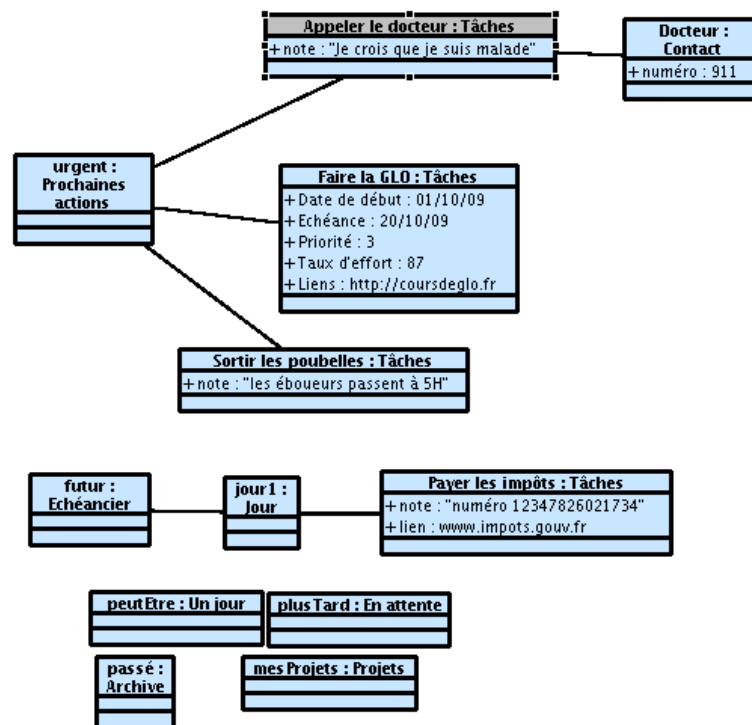 Appeler le docteur : Tâches
+ note : "Je crois que je suis malade"
Docteur :
Contact
+ numéro : 911
urgent :
Prochaines
actions
Faire la GLO : Tâches
+ Date de début : 01/10/09
+ Echéance : 20/10/09
+ Priorité : 3
+ Taux d'effort : 87
+ Liens : http://coursdeglo.fr
Sortir les poubelles : Tâches
+ note : "les éboueurs passent à 5H"
futur :
Echéancier
jour1 :
Jour
Payer les impôts : Tâches
+ note : "numéro 12347826021734"
+ lien : www.impots.gouv.fr
peutEtre : Un jour
plusTard : En attente
passé :
Archive
mesProjets : Projets